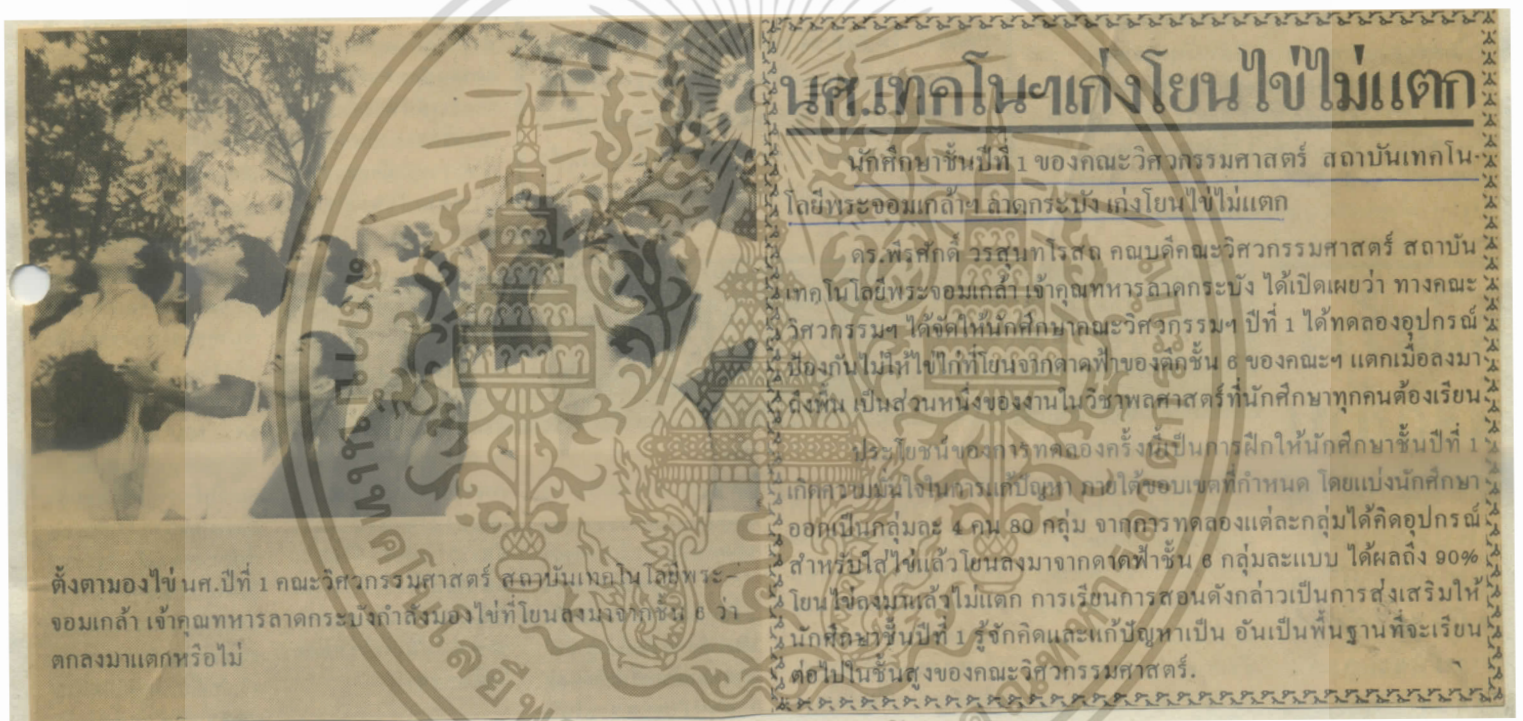 นศ.เทคโนฯเก่งโยนไข่ไม่แตก
นักศึกษาชั้นปีที่ 1 ของคณะวิศวกรรมศาสตร์ สถาบันเทคโน-
โลยีพระจอมเกล้าฯ ลาดกระบัง เก่งโยนไข่ไม่แตก
ดร.พีรศักดิ์ วรสุนทโรสถ คณบดีคณะวิศวกรรมศาสตร์ สถาบัน
เทคโนโลยีพระจอมเกล้า เจ้าคุณทหารลาดกระบัง ได้เปิดเผยว่า ทางคณะ
วิศวกรรมฯ ได้จัดให้นักศึกษาคณะวิศวกรรมฯ ปีที่ 1 ได้ทดลองอุปกรณ์
ป้องกันไม่ให้ไข่ไก่ที่โยนจากดาดฟ้าของตึกชั้น 6 ของคณะฯ แตกเมื่อลงมา
ถึงพื้น เป็นส่วนหนึ่งของงานในวิชาพลศาสตร์ที่นักศึกษาทุกคนต้องเรียน
ประโยชน์ของการทดลองครั้งนี้เป็นการฝึกให้นักศึกษาชั้นปีที่ 1
เกิดความมั่นใจในการแก้ปัญหา ภายใต้ขอบเขตที่กำหนด โดยแบ่งนักศึกษา
ออกเป็นกลุ่มละ 4 คน 80 กลุ่ม จากการทดลองแต่ละกลุ่มได้คิดอุปกรณ์
สำหรับใส่ไข่แล้วโยนลงมาจากดาดฟ้าชั้น 6 กลุ่มละแบบ ได้ผลถึง 90%
โยนไข่ลงมาแล้วไม่แตก การเรียนการสอนดังกล่าวเป็นการส่งเสริมให้
นักศึกษาชั้นปีที่ 1 รู้จักคิดและแก้ปัญหาเป็น อันเป็นพื้นฐานที่จะเรียน
ต่อไปในชั้นสูงของคณะวิศวกรรมศาสตร์.
ตั้งตามองไข่ นศ.ปีที่ 1 คณะวิศวกรรมศาสตร์ สถาบันเทคโนโลยีพระ-
จอมเกล้า เจ้าคุณทหารลาดกระบังกำลังมองไข่ที่โยนลงมาจากชั้น 6 ว่า
ตกลงมาแตกหรือไม่